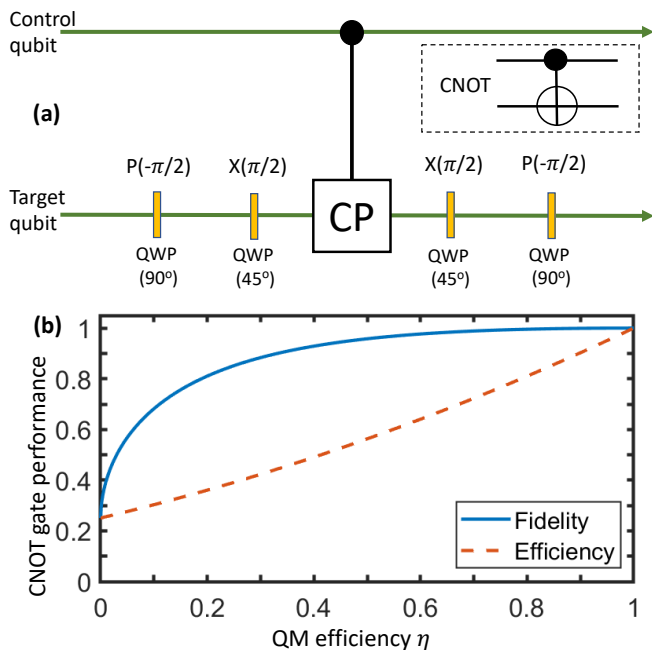 Control
qubit
CNOT
(a)
P(-π/2)
X(π/2)
X(π/2)
P(-π/2)
Target
qubit
CP
QWP
(90°)
QWP
(45°)
QWP
(45°)
QWP
(90°)
(b)
CNOT gate performance
1
0.8
0.6
0.4
0.2
0
Fidelity
Efficiency
0
0.2
0.4
0.6
0.8
1
QM efficiency η